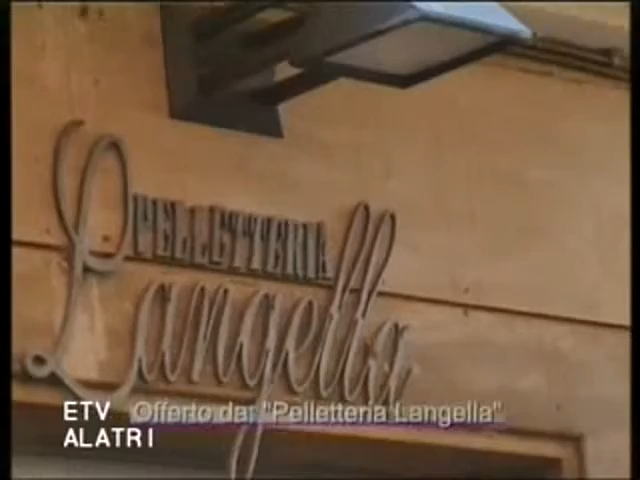 PELLETTERIA
Langella
ETV
ALATRI
Offerto da: "Pelletteria Langella"